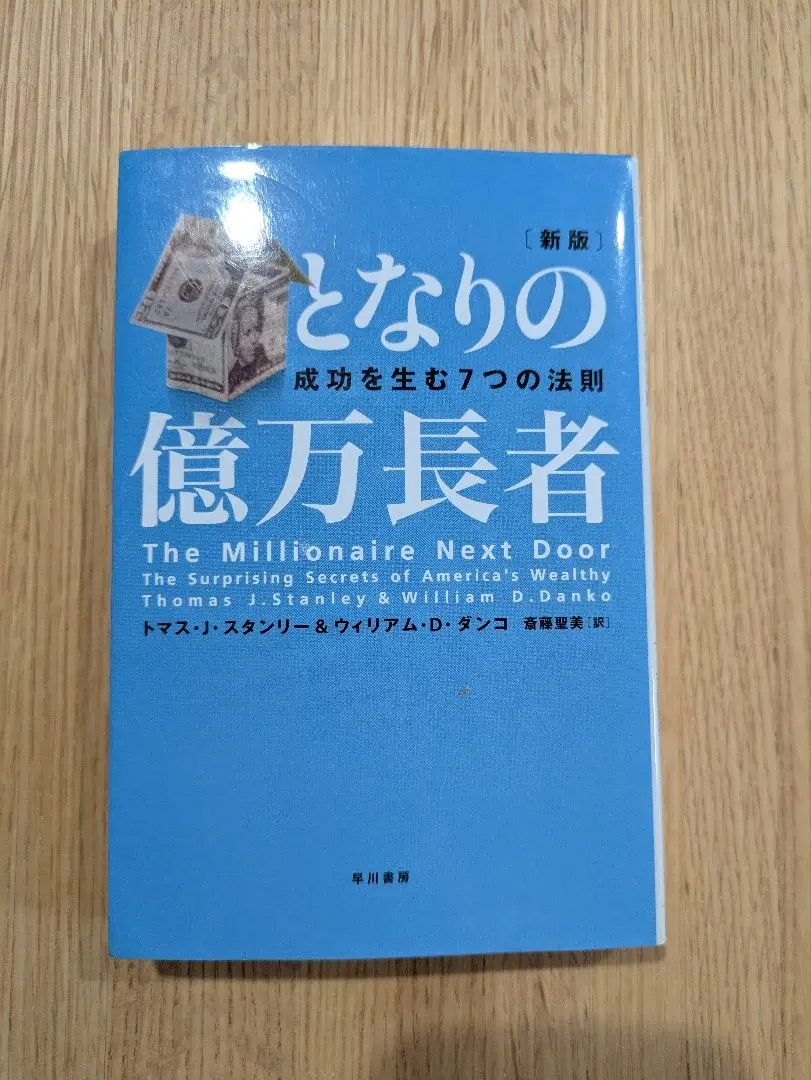 ［新版］
となりの
成功を生む7つの法則
億万長者
The Millionaire Next Door
The Surprising Secrets of America's Wealthy
Thomas J.Stanley & William D.Danko
トマス・J・スタンリー&ウィリアム・D・ダンコ 斎藤聖美［訳］
早川書房